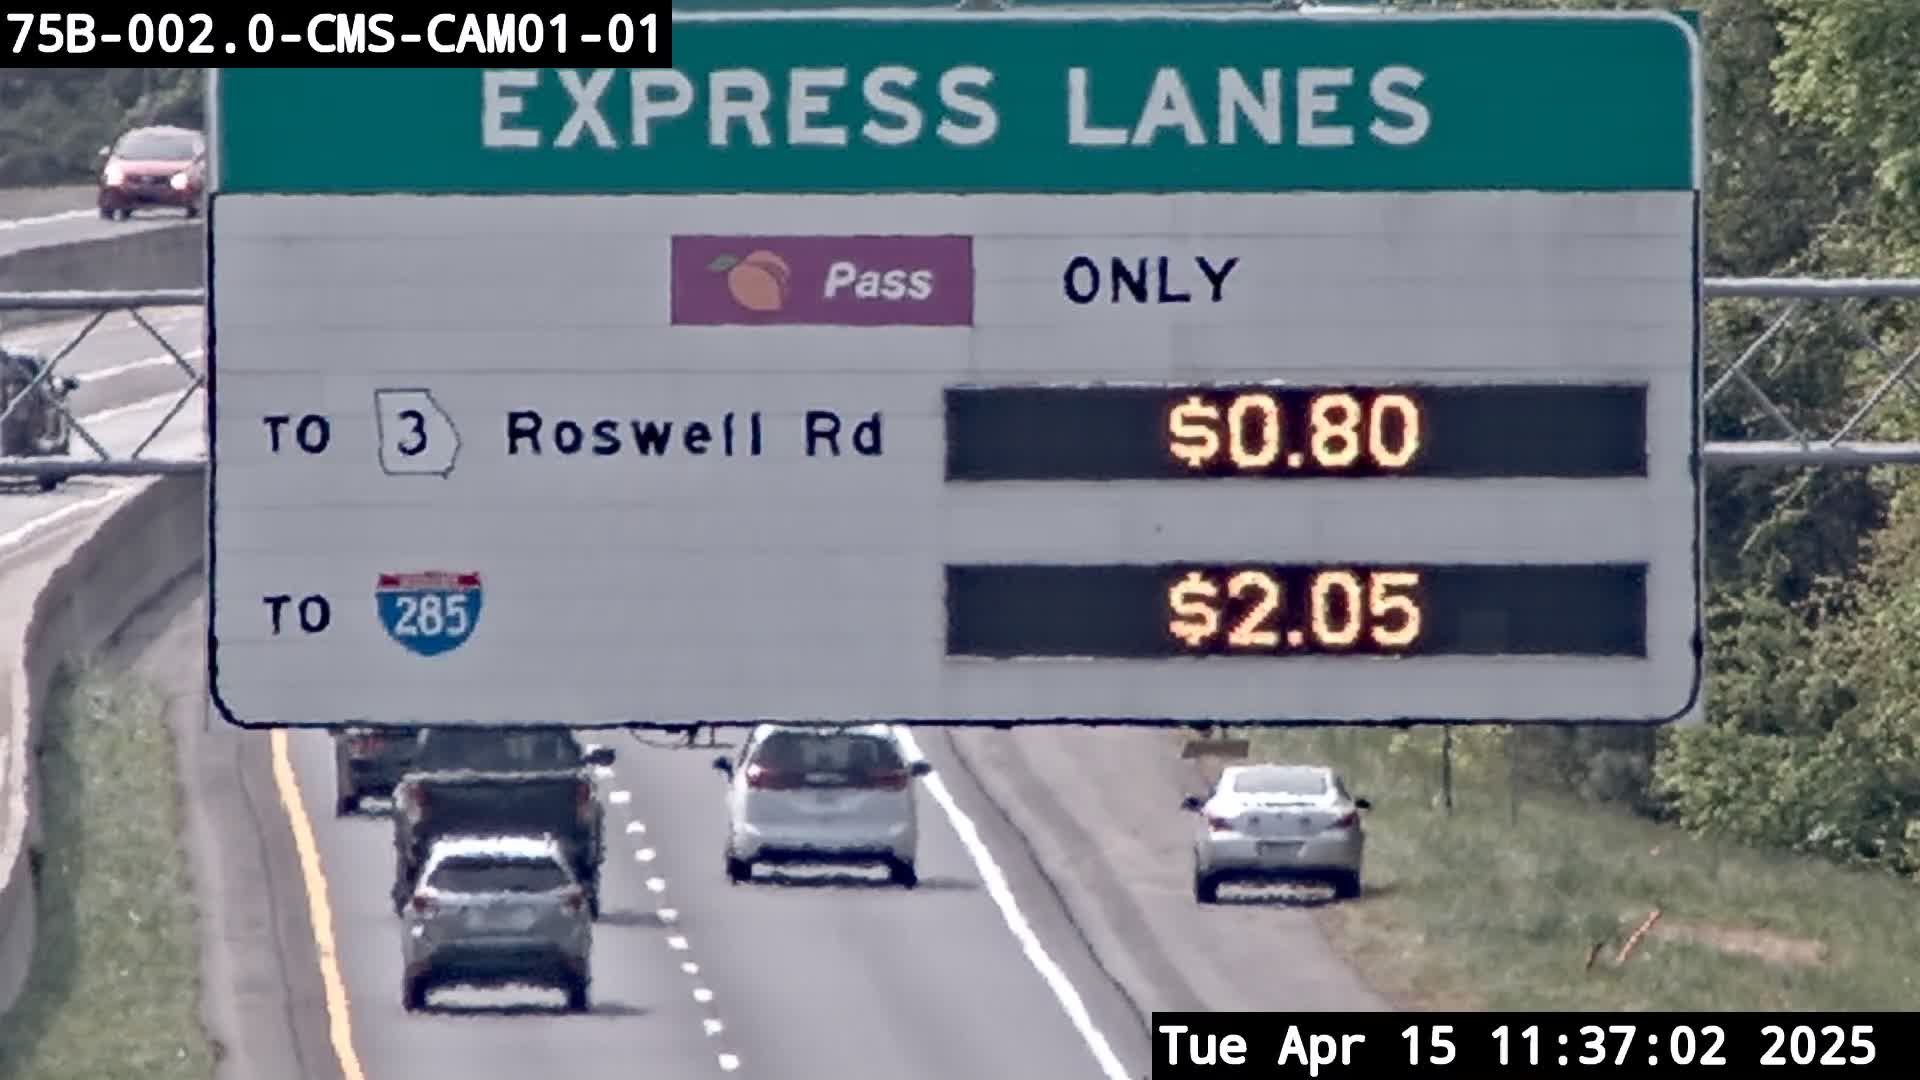 75B-002.0-CMS-CAM01-01
EXPRESS LANES
Pass ONLY
TO 3 Roswell Rd $0.80
TO 285 $2.05
Tue Apr 15 11:37:02 2025